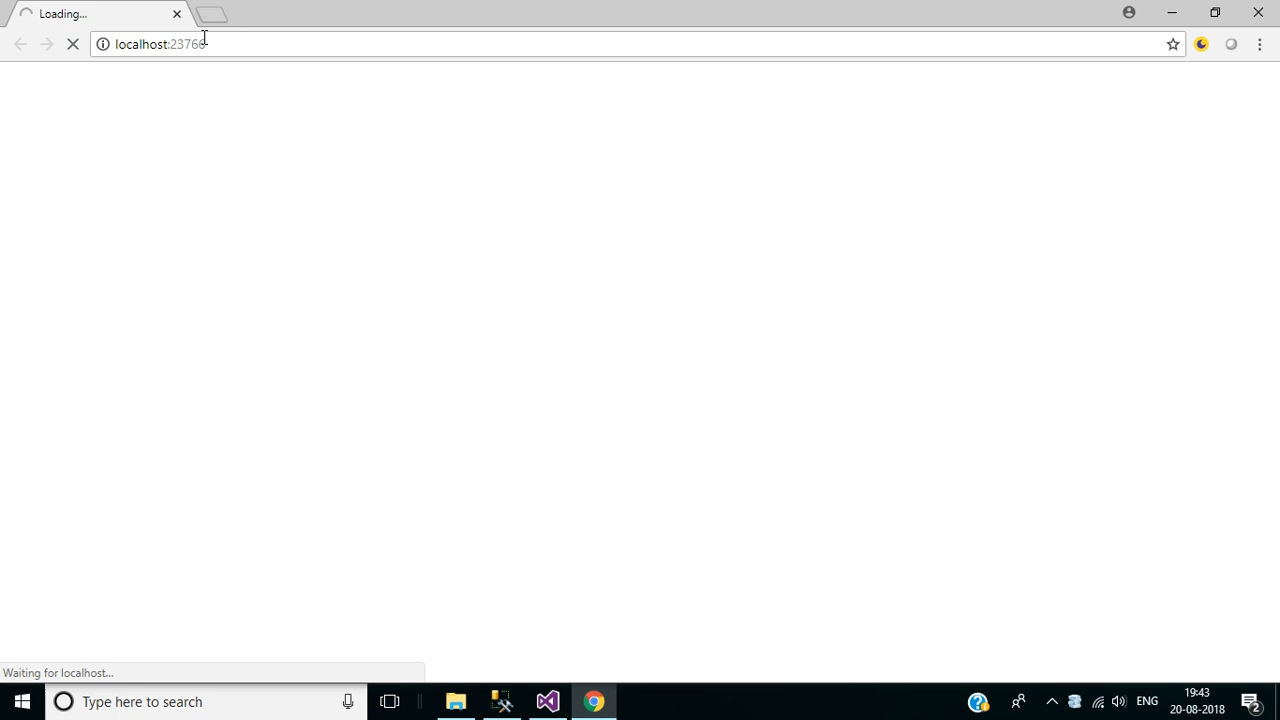 Loading...
localhost:23766
Waiting for localhost...
Type here to search
ENG
19:43
20-08-2018
2